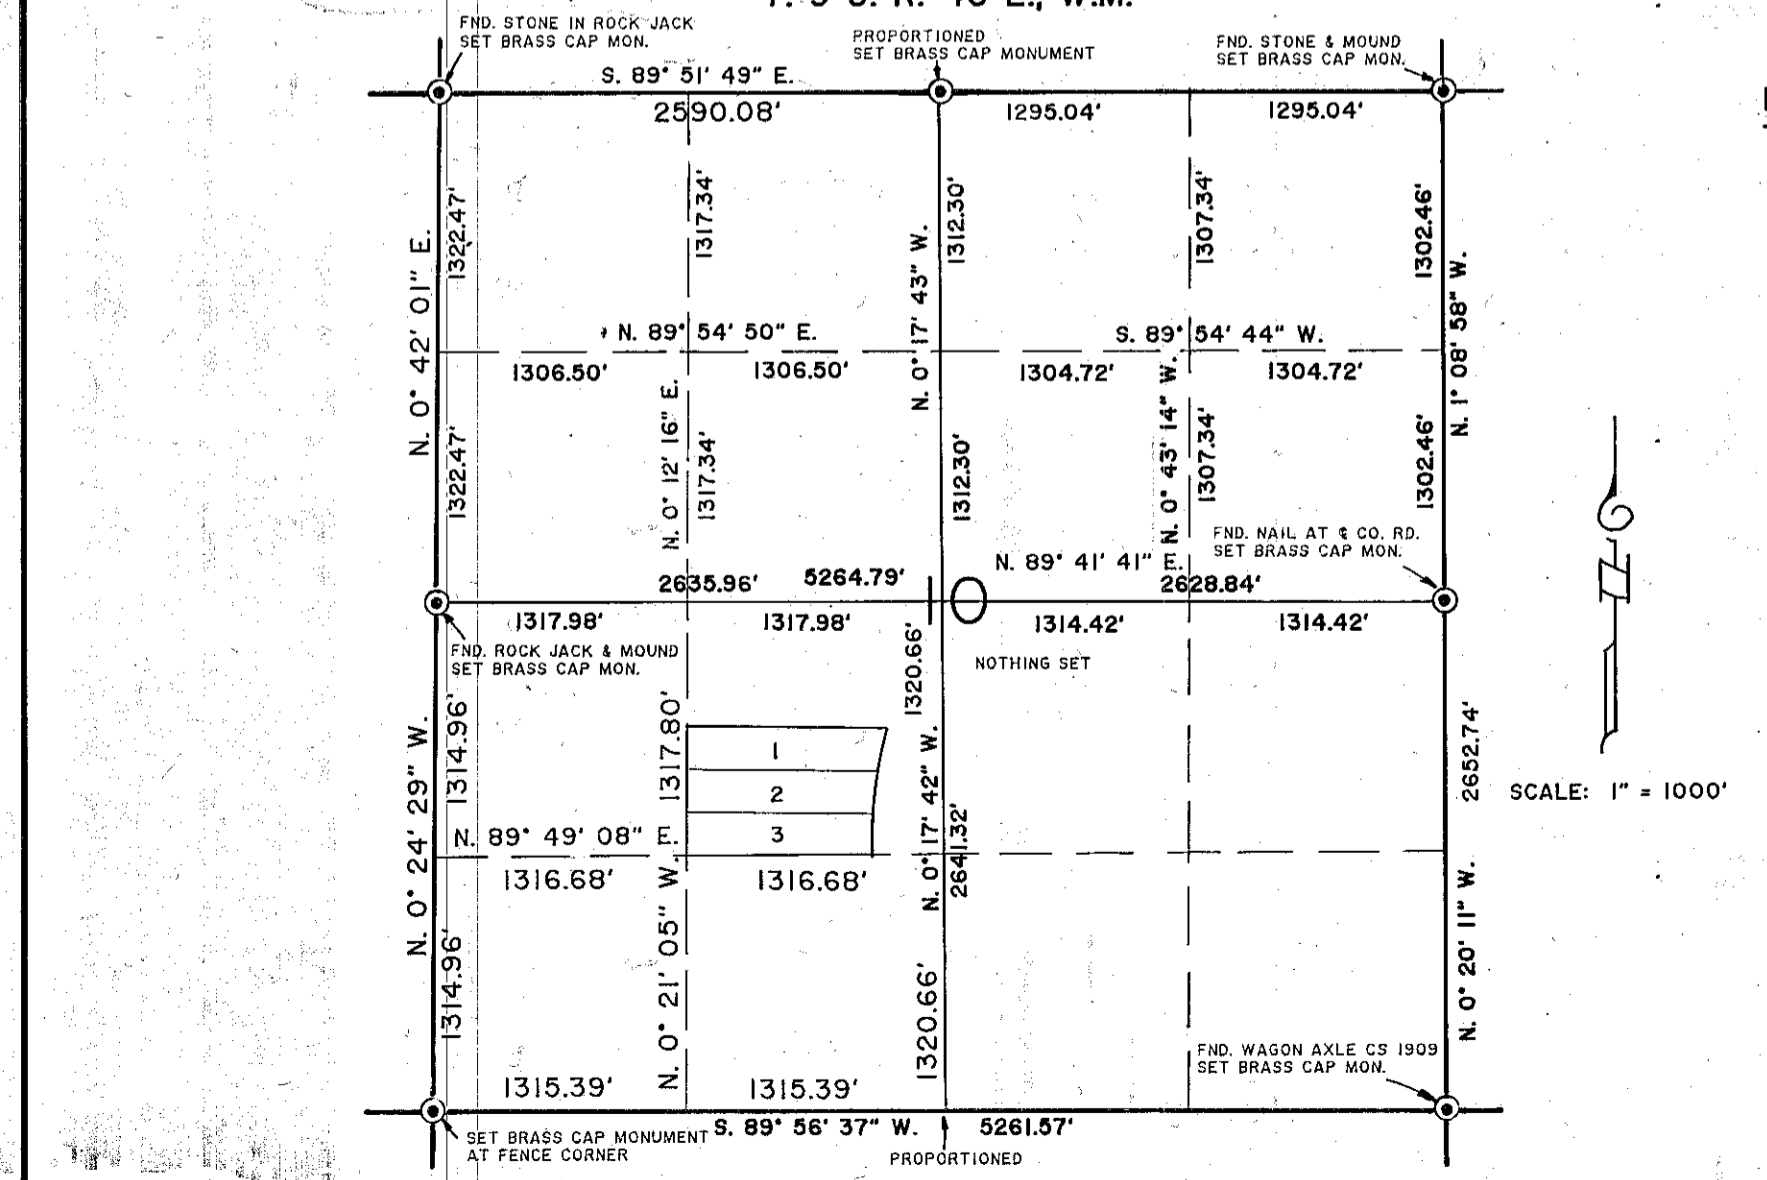 FND. STONE IN ROCK JACK
SET BRASS CAP MON.
PROPORTIONED
SET BRASS CAP MONUMENT
FND. STONE & MOUND
SET BRASS CAP MON.
S. 89° 51' 49" E.
2590.08'
1295.04'
1295.04'
N. 0° 42' 01" E.
1322.47'
1317.34'
N. 0° 17' 43" W.
1312.30'
1307.34'
1302.46'
N. 1° 08' 58" W.
N. 89° 54' 50" E.
S. 89° 54' 44" W.
1306.50'
1306.50'
1304.72'
1304.72'
1322.47'
N. 0° 12' 16" E.
1317.34'
1312.30'
N. 0° 43' 14" W.
1307.34'
1302.46'
FND. NAIL AT ℄ CO. RD.
SET BRASS CAP MON.
2635.96'
5264.79'
N. 89° 41' 41" E.
2628.84'
10
1317.98'
1317.98'
1314.42'
1314.42'
FND. ROCK JACK & MOUND
SET BRASS CAP MON.
NOTHING SET
N. 0° 24' 29" W.
1314.96'
1317.80'
1320.66'
N. 0° 17' 42" W.
2641.32'
2652.74'
1
2
3
SCALE: 1" = 1000'
N. 89° 49' 08" E.
1316.68'
1316.68'
1314.96'
N. 0° 21' 05" W.
1320.66'
N. 0° 20' 11" W.
FND. WAGON AXLE CS 1909
SET BRASS CAP MON.
1315.39'
1315.39'
SET BRASS CAP MONUMENT
AT FENCE CORNER
S. 89° 56' 37" W.
5261.57'
PROPORTIONED